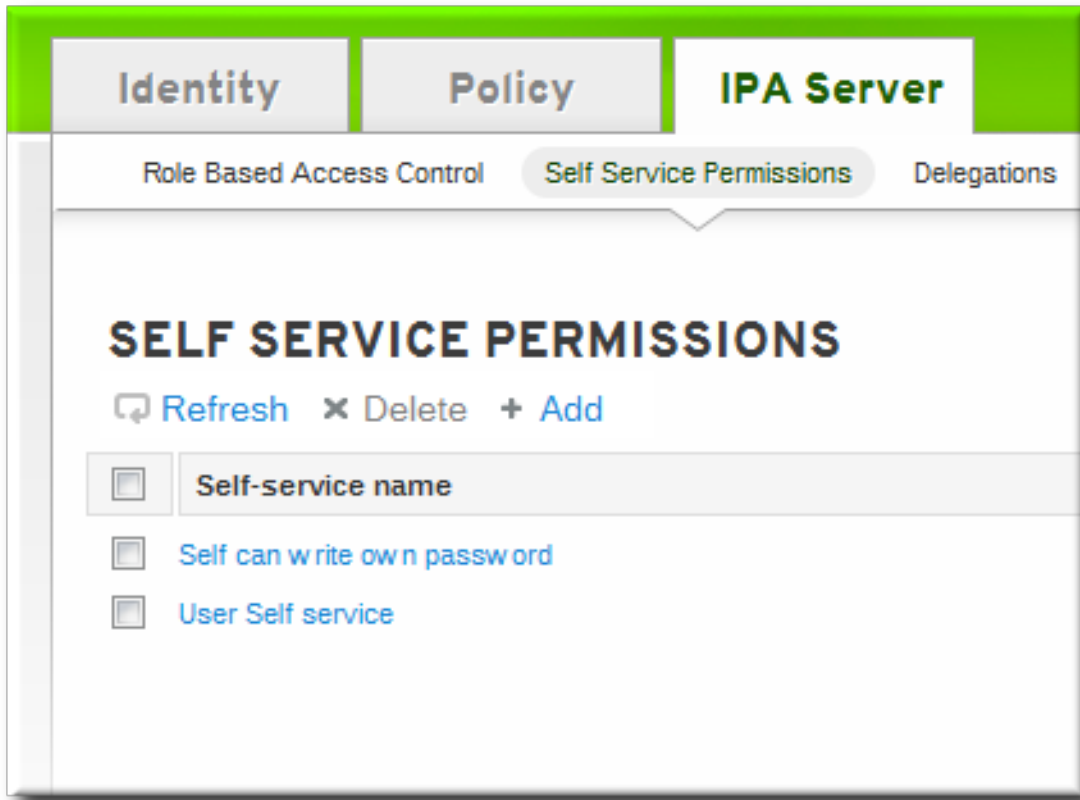 Identity Policy IPA Server
Role Based Access Control Self Service Permissions Delegations
SELF SERVICE PERMISSIONS
Refresh Delete + Add
Self-service name
Self can write own password
User Self service